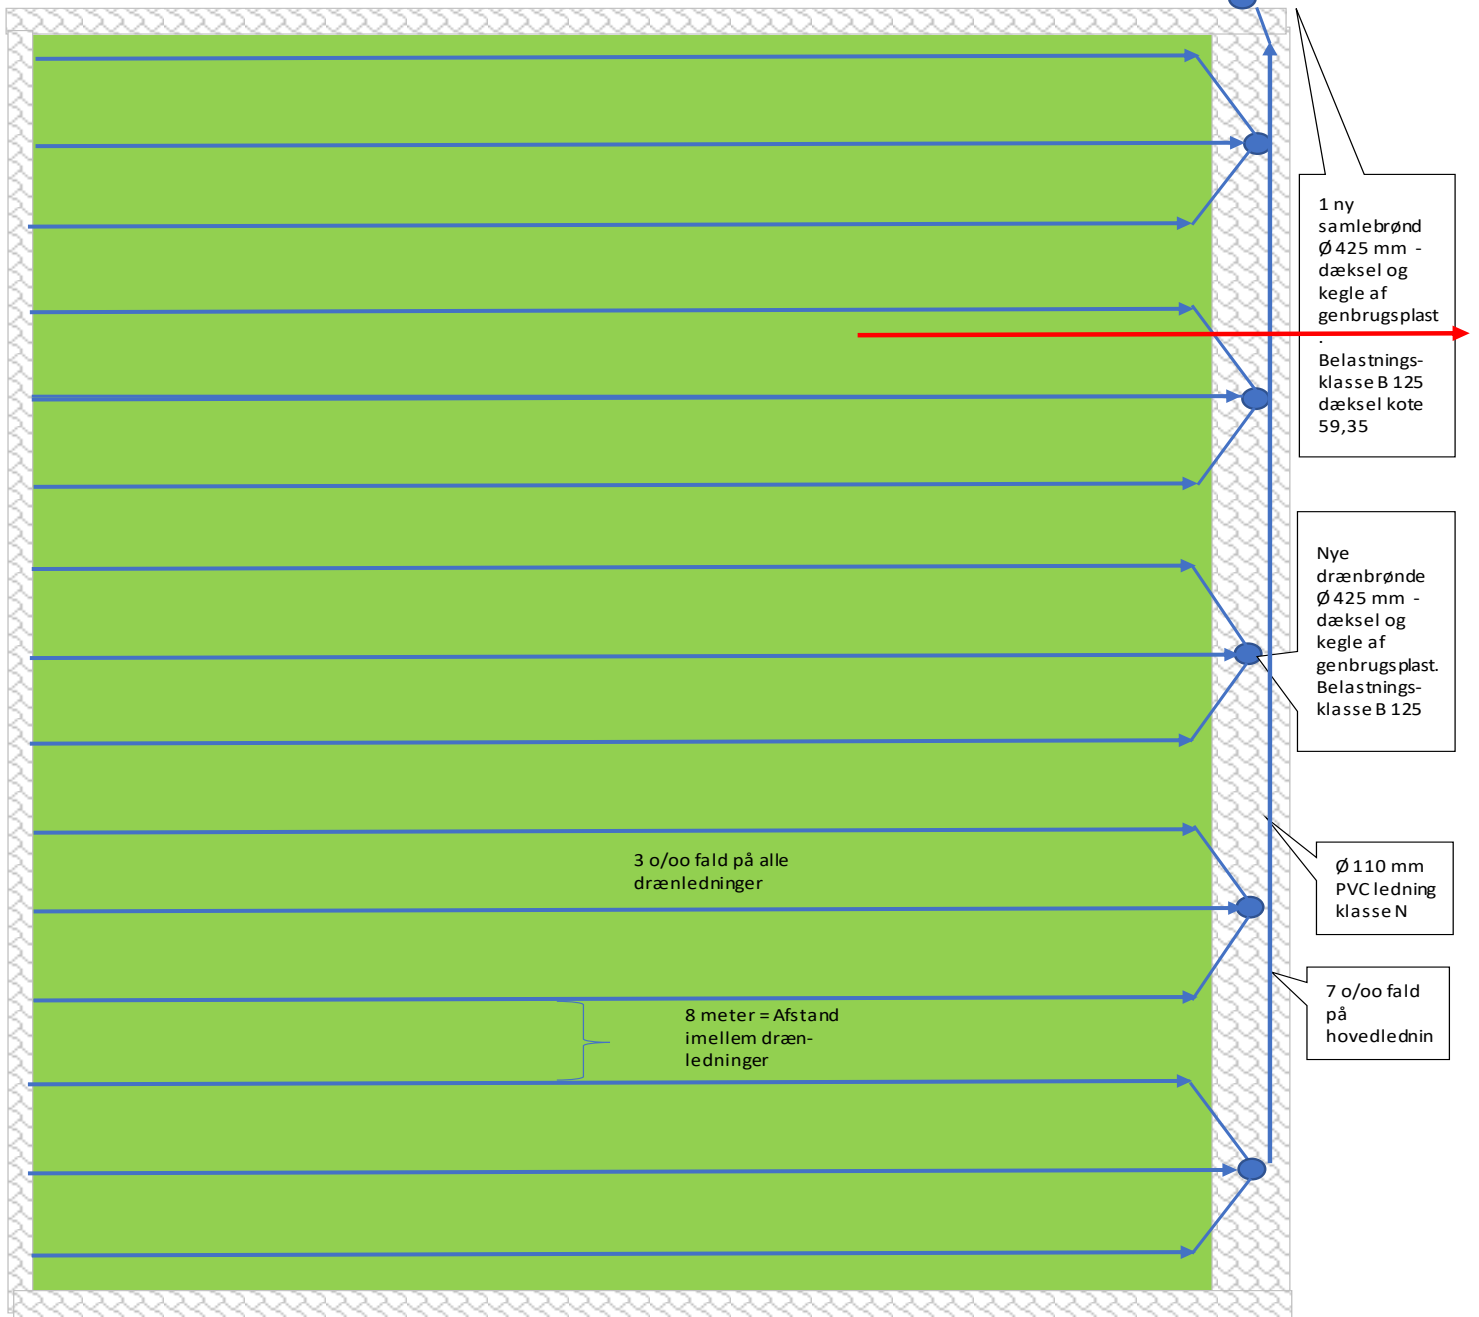 1 ny
samlebrønd
Ø 425 mm -
dæksel og
kegle af
genbrugsplast
.
Belastnings-
klasse B 125
dæksel kote
59,35
Nye
drænbrønde
Ø 425 mm -
dæksel og
kegle af
genbrugsplast.
Belastnings-
klasse B 125
3 o/oo fald på alle
drænledninger
Ø 110 mm
PVC ledning
klasse N
7 o/oo fald
på
hovedlednin
8 meter = Afstand
imellem dræn-
ledninger